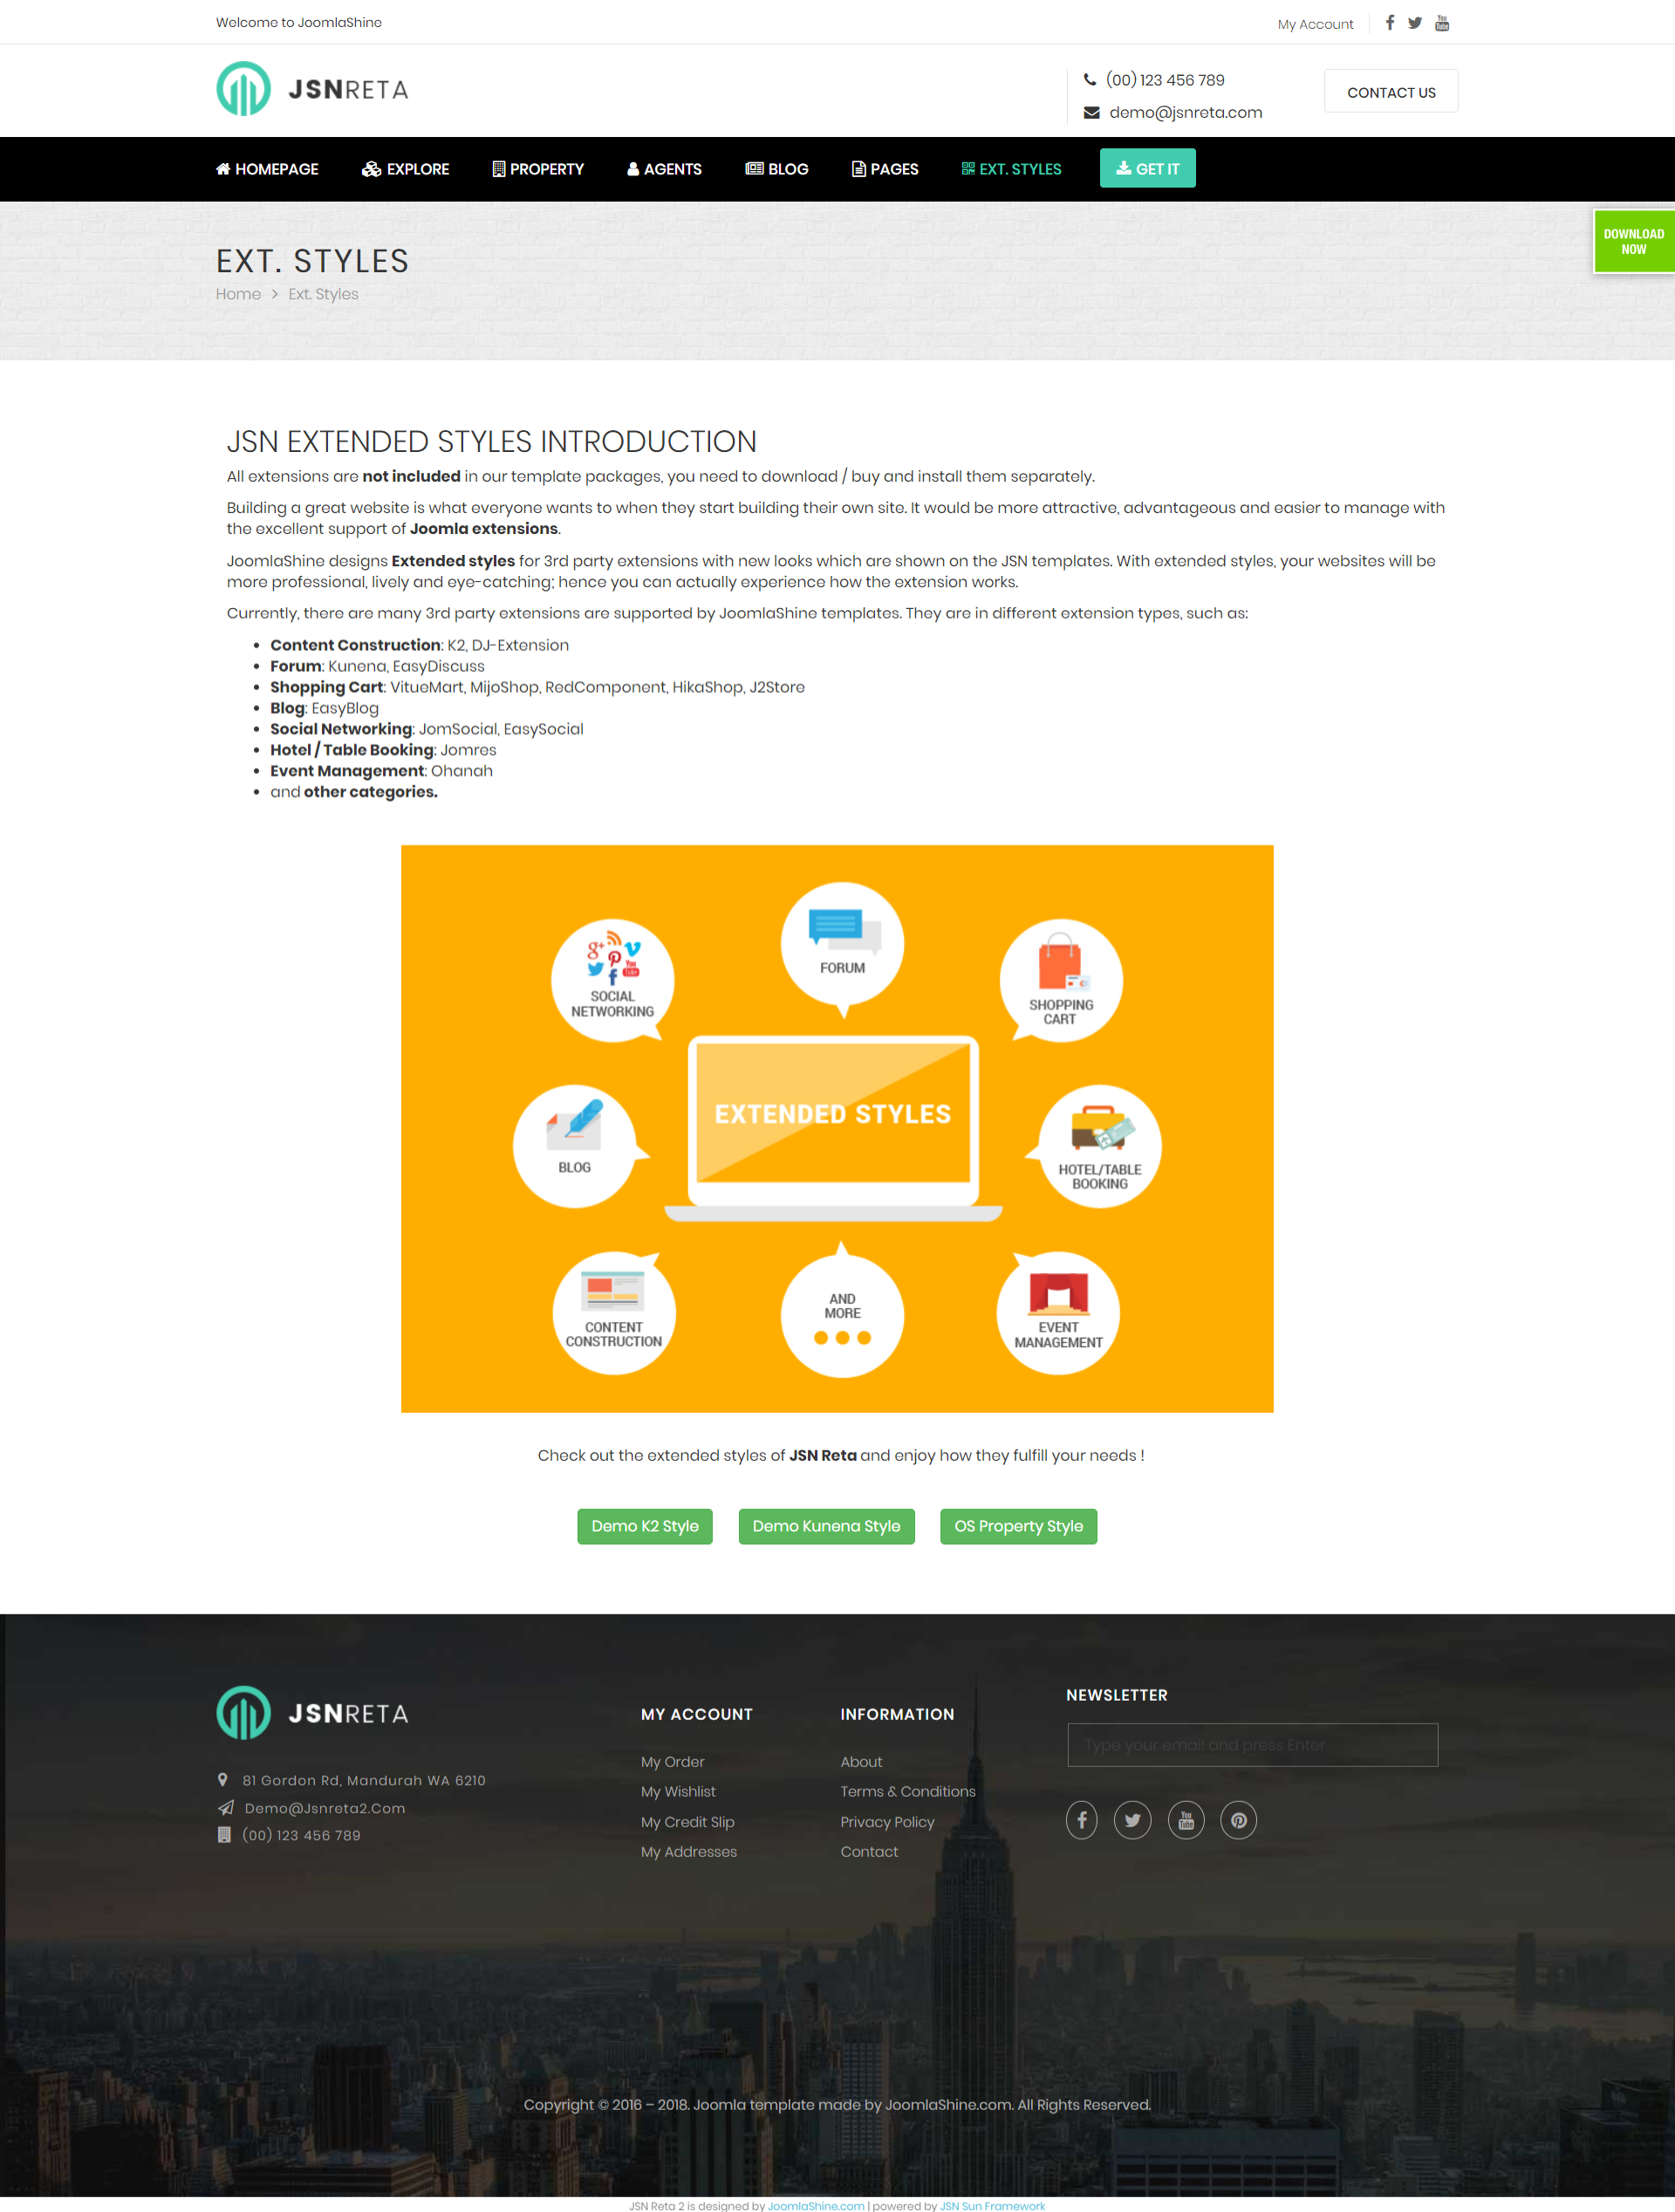 Welcome to JoomlaShine
My Account
JSNRETA
(00) 123 456 789
demo@jsnreta.com
CONTACT US
HOMEPAGE
EXPLORE
PROPERTY
AGENTS
BLOG
PAGES
EXT. STYLES
GET IT
DOWNLOAD
NOW
EXT. STYLES
Home > Ext. Styles
JSN EXTENDED STYLES INTRODUCTION
All extensions are not included in our template packages, you need to download / buy and install them separately.
Building a great website is what everyone wants to when they start building their own site. It would be more attractive, advantageous and easier to manage with
the excellent support of Joomla extensions.
JoomlaShine designs Extended styles for 3rd party extensions with new looks which are shown on the JSN templates. With extended styles, your websites will be
more professional, lively and eye-catching; hence you can actually experience how the extension works.
Currently, there are many 3rd party extensions are supported by JoomlaShine templates. They are in different extension types, such as:
• Content Construction: K2, DJ-Extension
• Forum: Kunena, EasyDiscuss
• Shopping Cart: VitueMart, MijoShop, RedComponent, HikaShop, J2Store
• Blog: EasyBlog
• Social Networking: JomSocial, EasySocial
• Hotel / Table Booking: Jomres
• Event Management: Ohanah
• and other categories.
SOCIAL
NETWORKING
FORUM
SHOPPING
CART
BLOG
EXTENDED STYLES
HOTEL/TABLE
BOOKING
CONTENT
CONSTRUCTION
AND
MORE
EVENT
MANAGEMENT
Check out the extended styles of JSN Reta and enjoy how they fulfill your needs !
Demo K2 Style
Demo Kunena Style
OS Property Style
JSNRETA
81 Gordon Rd, Mandurah WA 6210
Demo@Jsnreta2.Com
(00) 123 456 789
MY ACCOUNT
My Order
My Wishlist
My Credit Slip
My Addresses
INFORMATION
About
Terms & Conditions
Privacy Policy
Contact
NEWSLETTER
Type your email and press Enter
Copyright © 2016 – 2018. Joomla template made by JoomlaShine.com. All Rights Reserved.
JSN Reta 2 is designed by JoomlaShine.com | powered by JSN Sun Framework